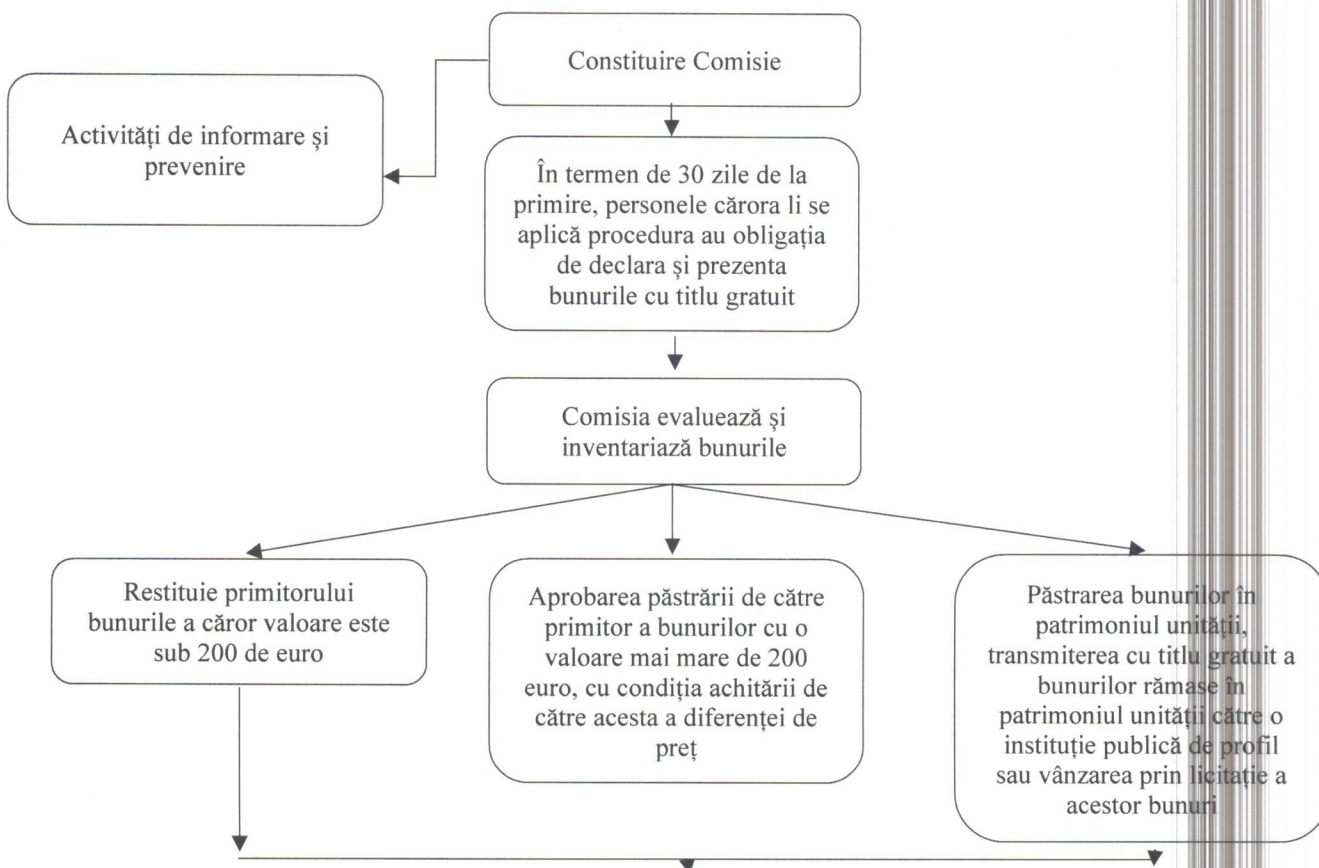 Constituire Comisie
Activități de informare și
prevenire
În termen de 30 zile de la
primire, personele cărora li se
aplică procedura au obligația
de declara și prezenta
bunurile cu titlu gratuit
Comisia evaluează și
inventariază bunurile
Restituie primitorului
bunurile a căror valoare este
sub 200 de euro
Aprobarea păstrării de către
primitor a bunurilor cu o
valoare mai mare de 200
euro, cu condiția achitării de
către acesta a diferenței de
preț
Păstrarea bunurilor în
patrimoniul unității,
transmiterea cu titlu gratuit a
bunurilor rămase în
patrimoniul unității către o
instituție publică de profil
sau vânzarea prin licitație a
acestor bunuri